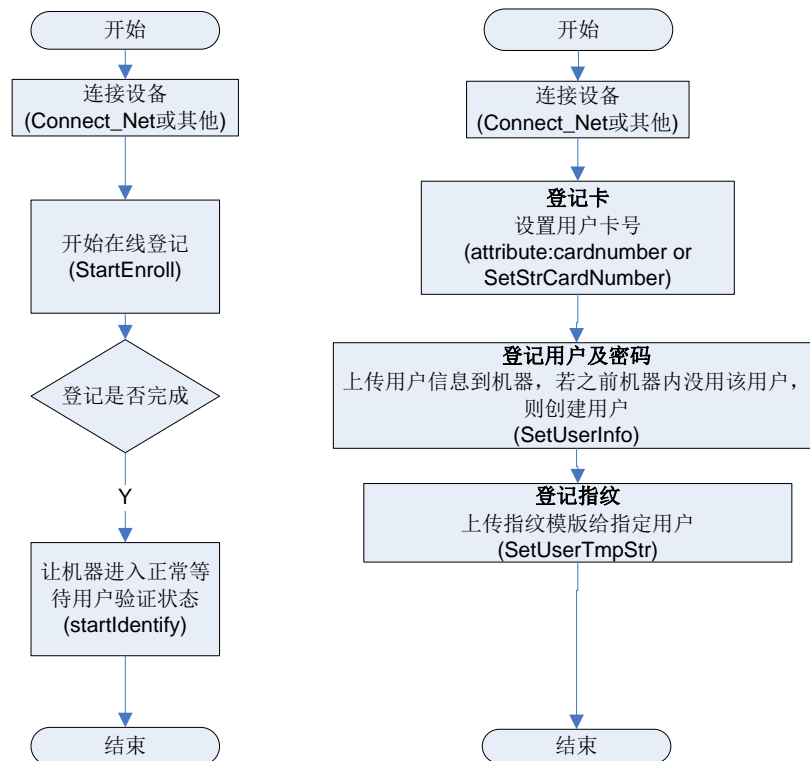 开始
连接设备
(Connect_Net或其他)
开始在线登记
(StartEnroll)
登记是否完成
Y
让机器进入正常等
待用户验证状态
(startIdentify)
结束
开始
连接设备
(Connect_Net或其他)
登记卡
设置用户卡号
(attribute:cardnumber or
SetStrCardNumber)
登记用户及密码
上传用户信息到机器，若之前机器内没用该用户，
则创建用户
(SetUserInfo)
登记指纹
上传指纹模版给指定用户
(SetUserTmpStr)
结束